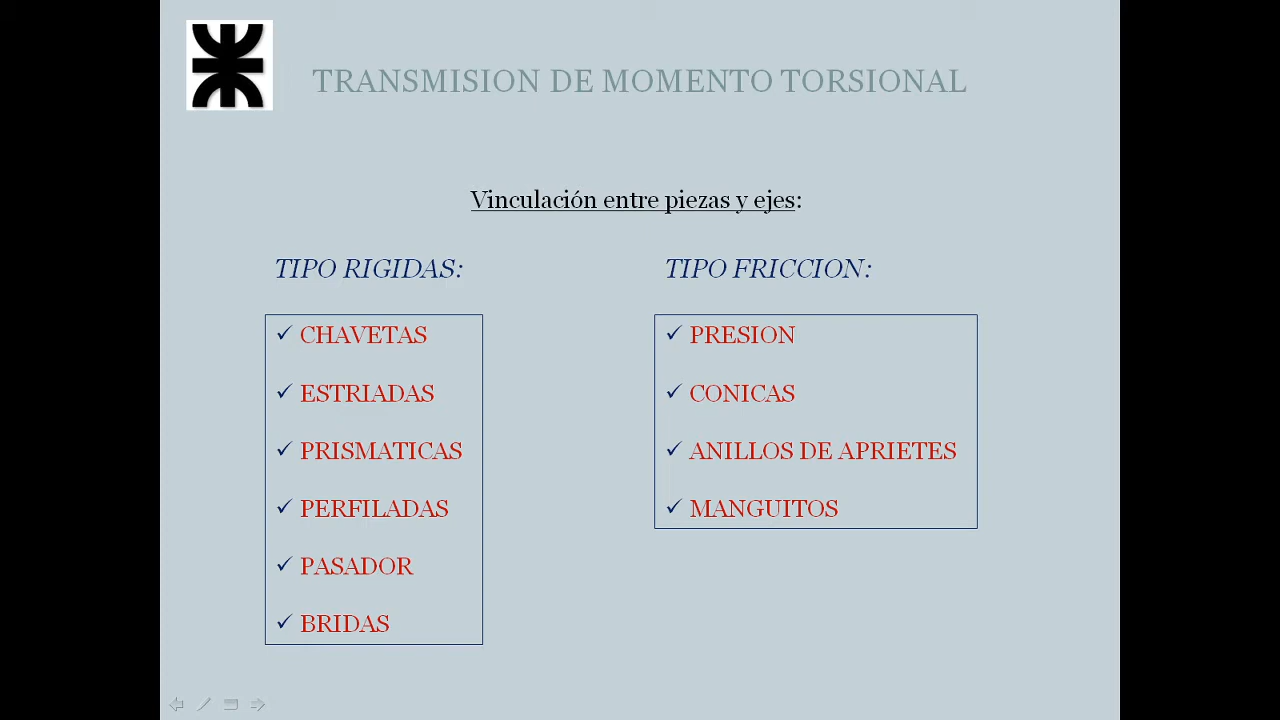 TRANSMISION DE MOMENTO TORSIONAL
Vinculación entre piezas y ejes:
TIPO RIGIDAS:
CHAVETAS
ESTRIADAS
PRISMATICAS
PERFILADAS
PASADOR
BRIDAS
TIPO FRICCION:
PRESION
CONICAS
ANILLOS DE APRIETES
MANGUITOS